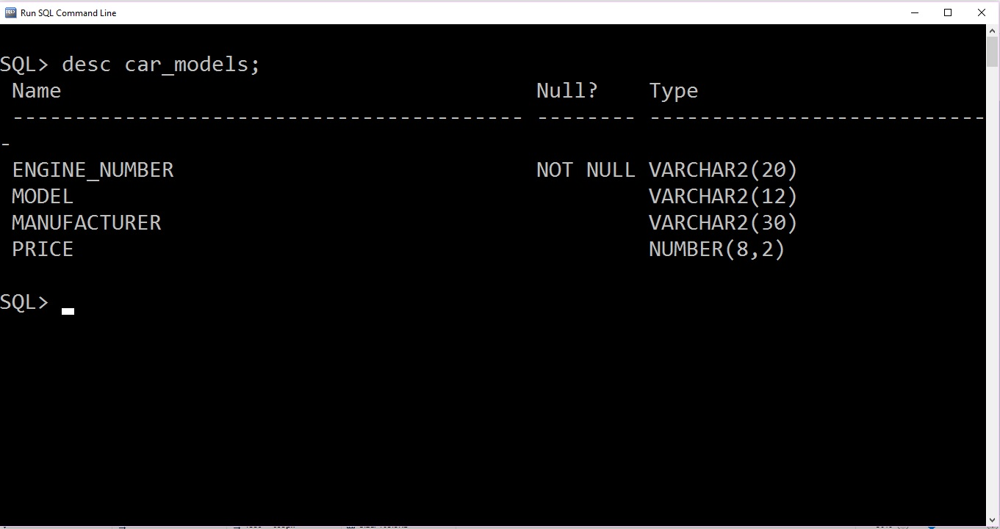 Run SQL Command Line
SQL> desc car_models;
Name Null? Type
----------------------------------------- -------- ---------------------------
-
ENGINE_NUMBER NOT NULL VARCHAR2(20)
MODEL VARCHAR2(12)
MANUFACTURER VARCHAR2(30)
PRICE NUMBER(8,2)
SQL>